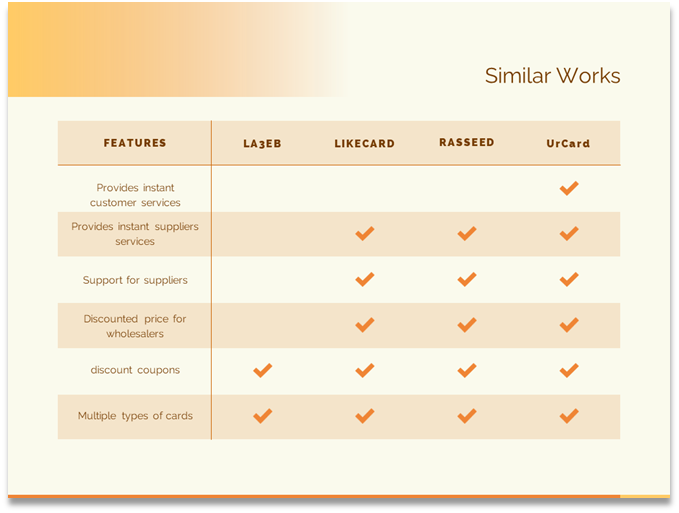 Similar Works
FEATURES LA3EB LIKECARD RASSEED UrCard
Provides instant
customer services
Provides instant suppliers
services
Support for suppliers
Discounted price for
wholesalers
discount coupons
Multiple types of cards